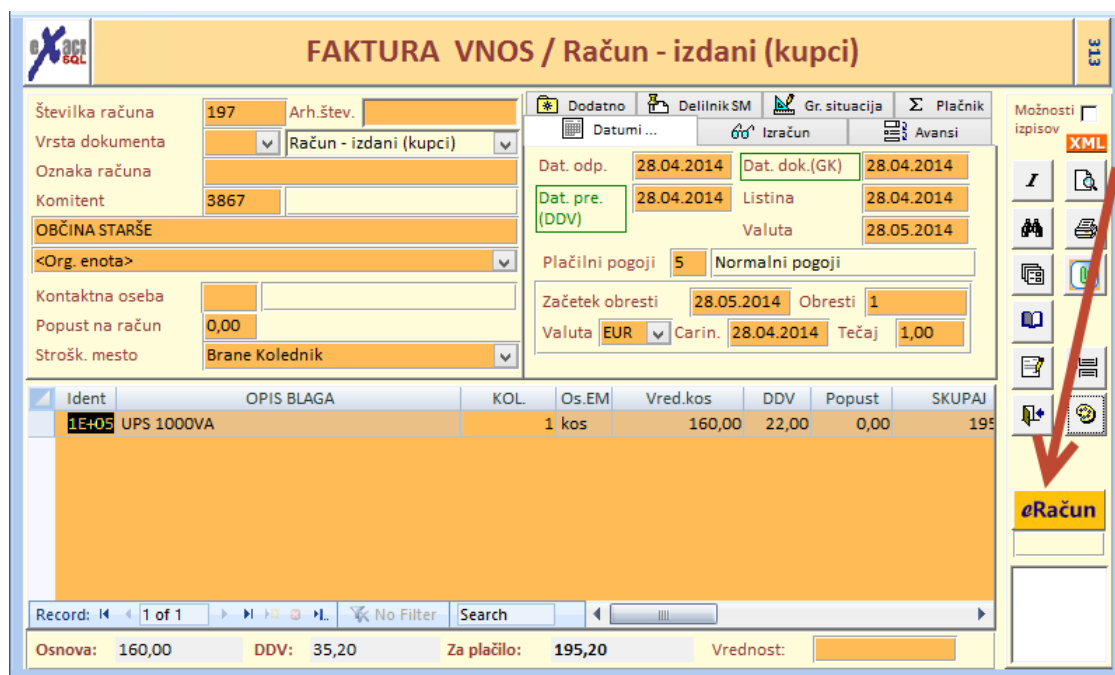 eXact SQL
FAKTURA VNOS / Račun - izdani (kupci)
313
Številka računa 197 Arh.štev.
Vrsta dokumenta Račun - izdani (kupci)
Oznaka računa
Komitent 3867
OBČINA STARŠE
<Org. enota>
Kontaktna oseba
Popust na račun 0,00
Strošk. mesto Brane Kolednik
Dodatno Delilnik SM Gr. situacija Σ Plačnik
Datumi ... Izračun Avansi
Dat. odp. 28.04.2014 Dat. dok.(GK) 28.04.2014
Dat. pre. (DDV) 28.04.2014 Listina 28.04.2014
Valuta 28.05.2014
Plačilni pogoji 5 Normalni pogoji
Začetek obresti 28.05.2014 Obresti 1
Valuta EUR Carin. 28.04.2014 Tečaj 1,00
Možnosti
izpisov
XML
I
eRačun
Ident OPIS BLAGA KOL. Os.EM Vred.kos DDV Popust SKUPAJ
1E+05 UPS 1000VA 1 kos 160,00 22,00 0,00 195
Record: 1 of 1 No Filter Search
Osnova: 160,00 DDV: 35,20 Za plačilo: 195,20 Vrednost: